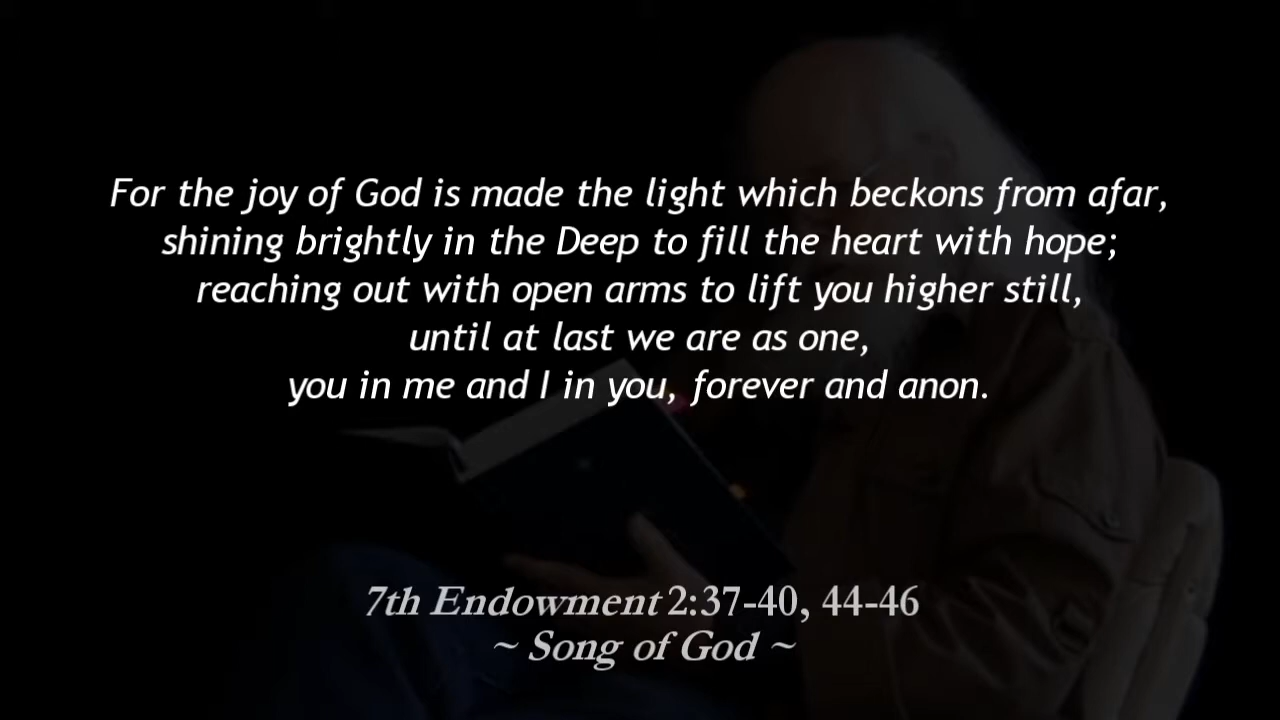 For the joy of God is made the light which beckons from afar,
shining brightly in the Deep to fill the heart with hope;
reaching out with open arms to lift you higher still,
until at last we are as one,
you in me and I in you, forever and anon.
7th Endowment 2:37-40, 44-46
~ Song of God ~